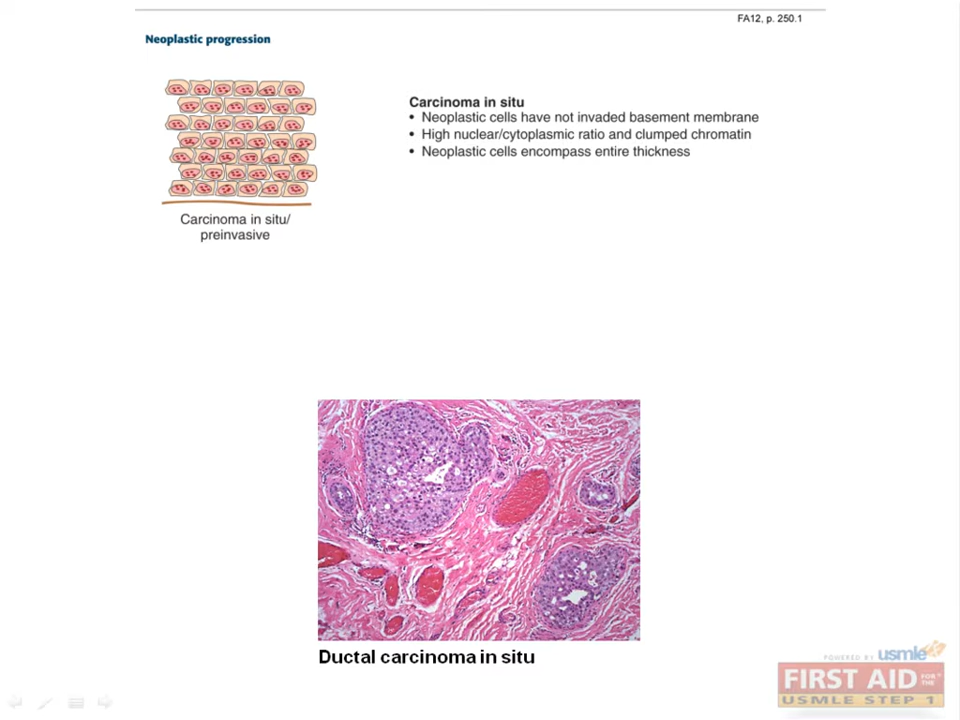 FA12, p. 250.1
Neoplastic progression
Carcinoma in situ
• Neoplastic cells have not invaded basement membrane
• High nuclear/cytoplasmic ratio and clumped chromatin
• Neoplastic cells encompass entire thickness
Carcinoma in situ/
preinvasive
Ductal carcinoma in situ
POWERED BY usmle
FIRST AID FOR THE
USMLE STEP 1